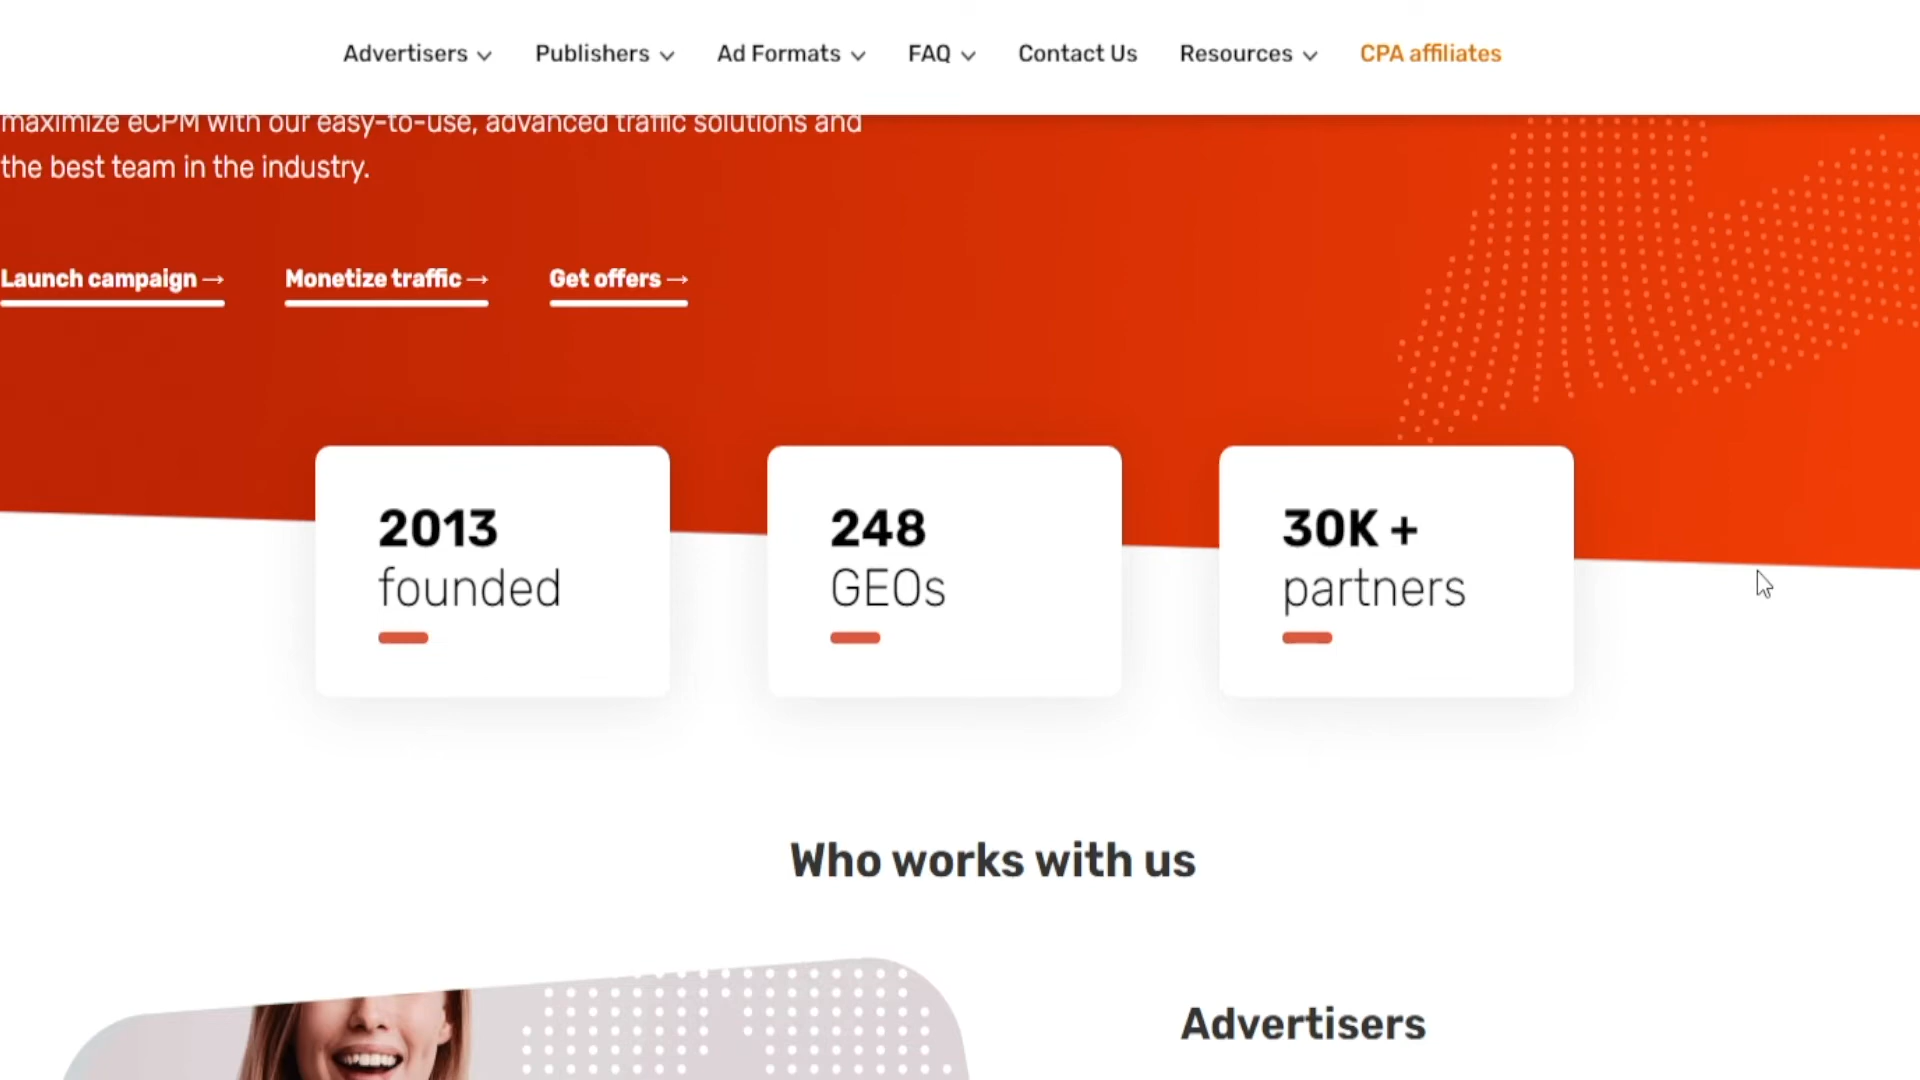 Advertisers Publishers Ad Formats FAQ Contact Us Resources CPA affiliates
maximize eCPM with our easy-to-use, advanced traffic solutions and
the best team in the industry.
Launch campaign → Monetize traffic → Get offers →
2013
founded
248
GEOs
30K +
partners
Who works with us
Advertisers